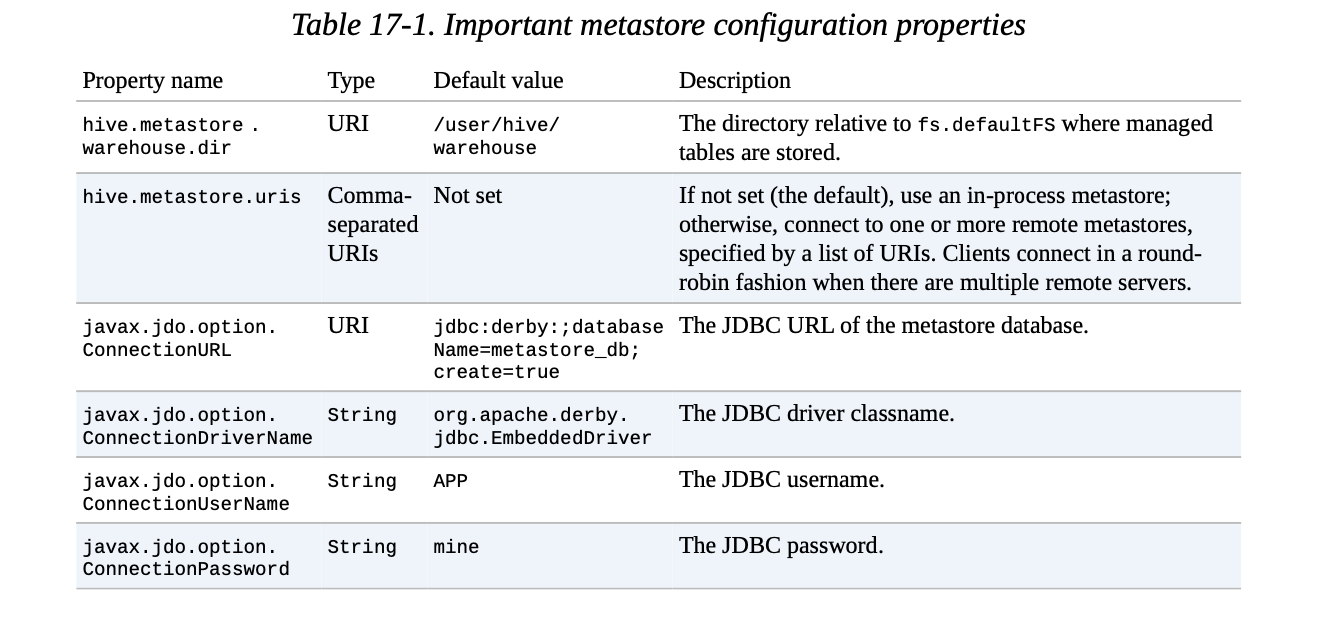 Table 17-1. Important metastore configuration properties
Property name Type Default value Description
hive.metastore . URI /user/hive/ The directory relative to fs.defaultFS where managed
warehouse.dir warehouse tables are stored.
hive.metastore.uris Comma- Not set If not set (the default), use an in-process metastore;
separated otherwise, connect to one or more remote metastores,
URIs specified by a list of URIs. Clients connect in a round-
robin fashion when there are multiple remote servers.
javax.jdo.option. URI jdbc:derby:;database The JDBC URL of the metastore database.
ConnectionURL Name=metastore_db;
create=true
javax.jdo.option. String org.apache.derby. The JDBC driver classname.
ConnectionDriverName jdbc.EmbeddedDriver
javax.jdo.option. String APP The JDBC username.
ConnectionUserName
javax.jdo.option. String mine The JDBC password.
ConnectionPassword